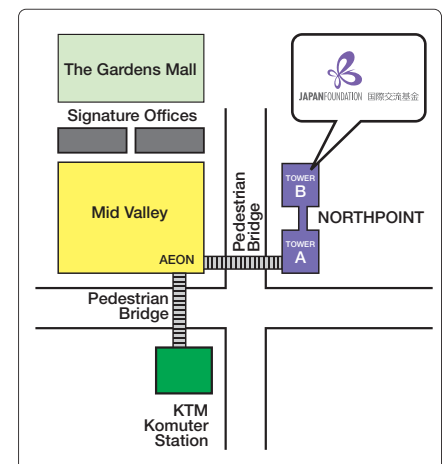 The Gardens Mall
JAPANFOUNDATION 国際交流基金
Signature Offices
Mid Valley
AEON
Pedestrian
Bridge
TOWER
B
NORTHPOINT
TOWER
A
Pedestrian
Bridge
KTM
Komuter
Station